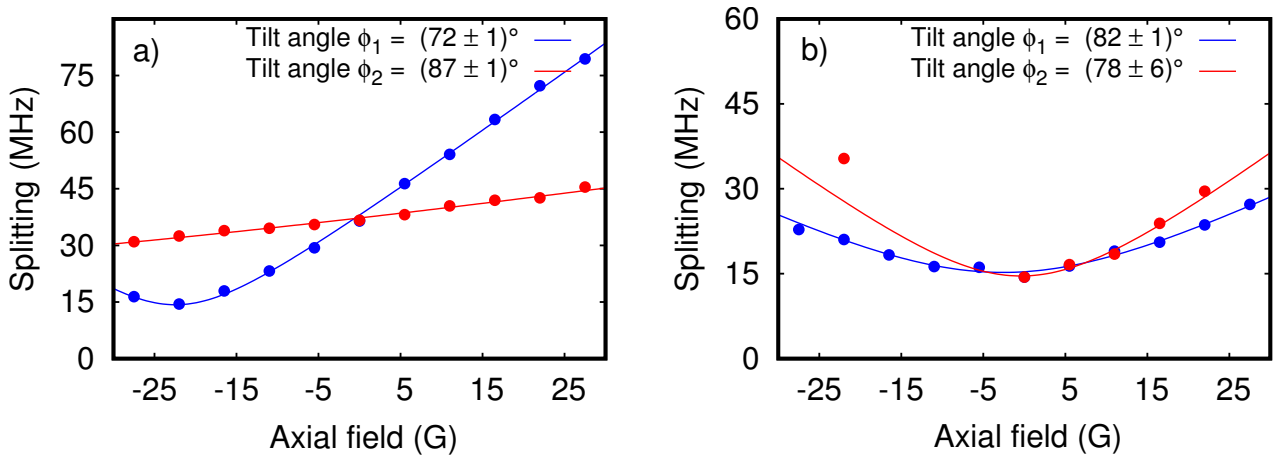 a)
Tilt angle ϕ1 = (72 ± 1)°
Tilt angle ϕ2 = (87 ± 1)°
Splitting (MHz)
75
60
45
30
15
0
-25 -15 -5 5 15 25
Axial field (G)
b)
Tilt angle ϕ1 = (82 ± 1)°
Tilt angle ϕ2 = (78 ± 6)°
Splitting (MHz)
60
45
30
15
0
-25 -15 -5 5 15 25
Axial field (G)